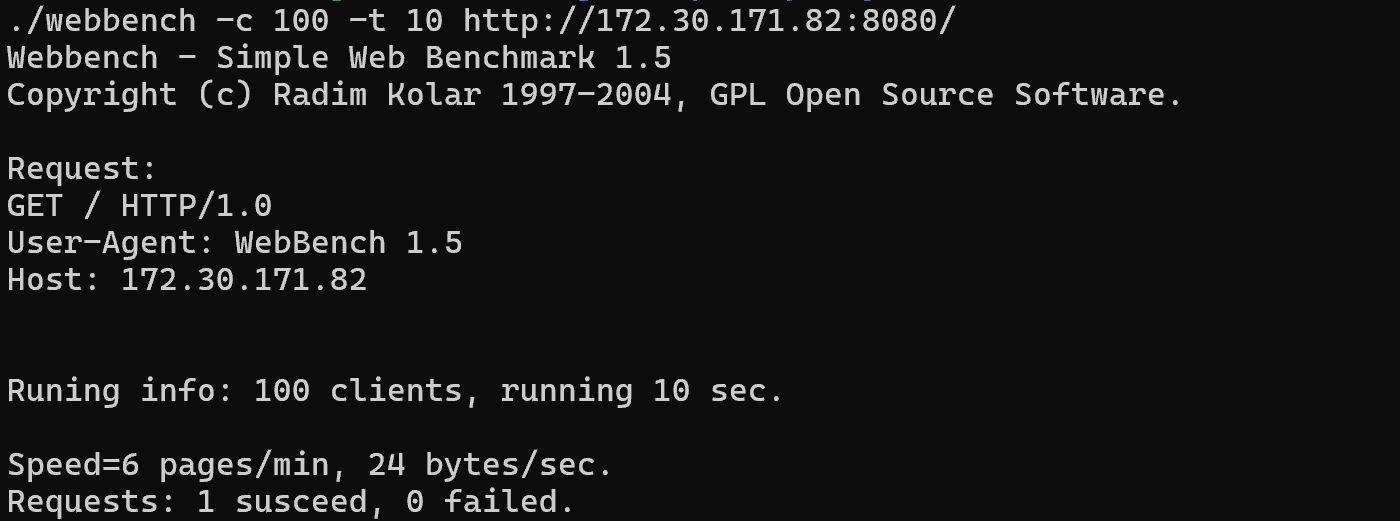 ./webbench -c 100 -t 10 http://172.30.171.82:8080/
Webbench - Simple Web Benchmark 1.5
Copyright (c) Radim Kolar 1997-2004, GPL Open Source Software.
Request:
GET / HTTP/1.0
User-Agent: WebBench 1.5
Host: 172.30.171.82
Runing info: 100 clients, running 10 sec.
Speed=6 pages/min, 24 bytes/sec.
Requests: 1 susceed, 0 failed.